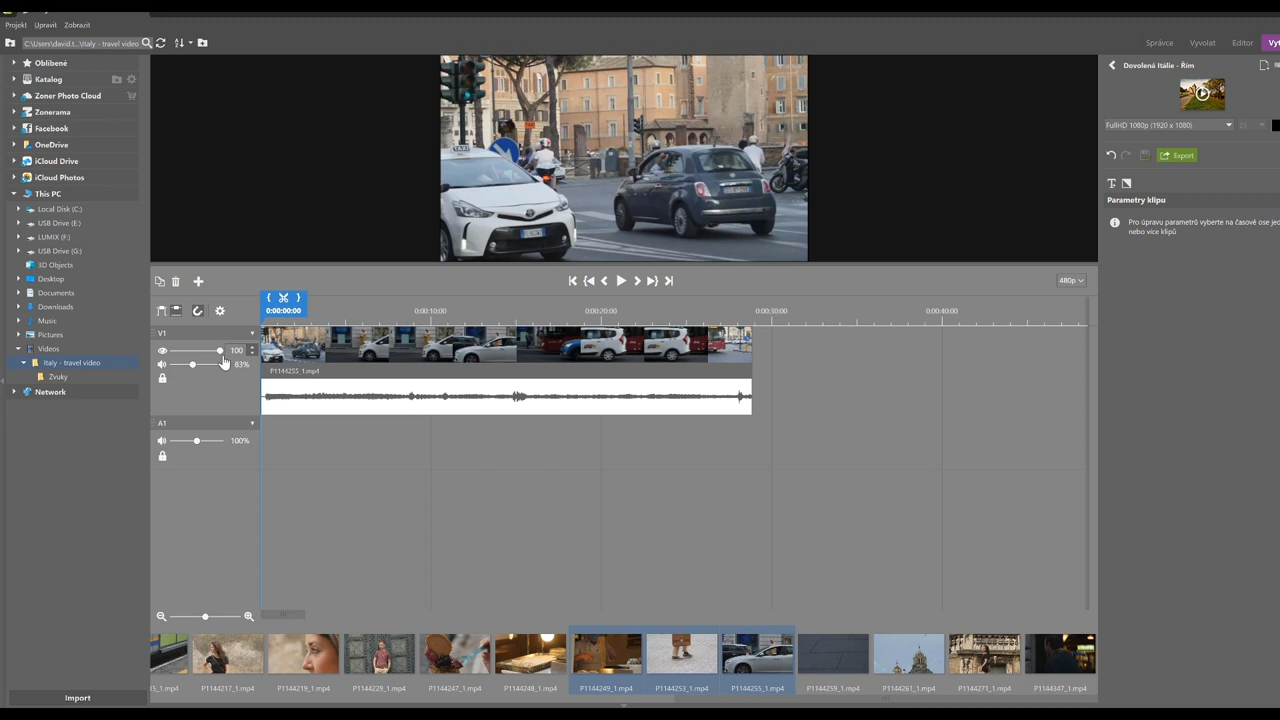 Projekt Upravit Zobrazit
C:\Users\david.t...\Italy - travel video
Správce Vyvolat Editor
Oblíbené
Katalog
Zoner Photo Cloud
Zonerama
Facebook
OneDrive
iCloud Drive
iCloud Photos
This PC
Local Disk (C:)
USB Drive (E:)
LUMIX (F:)
USB Drive (G:)
3D Objects
Desktop
Documents
Downloads
Music
Pictures
Videos
Italy - travel video
Zvuky
Network
Import
TAXI
480p
0:00:00:00 0:00:10:00 0:00:20:00 0:00:30:00 0:00:40:00
V1
100
83%
P1144255_1.mp4
A1
100%
5_1.mp4 P1144217_1.mp4 P1144219_1.mp4 P1144229_1.mp4 P1144247_1.mp4 P1144248_1.mp4 P1144249_1.mp4 P1144253_1.mp4 P1144255_1.mp4 P1144259_1.mp4 P1144261_1.mp4 P1144271_1.mp4 P1144347_1.mp4
Dovolená Itálie - Řím
FullHD 1080p (1920 x 1080) 25
Export
Parametry klipu
Pro úpravu parametrů vyberte na časové ose jed
nebo více klipů